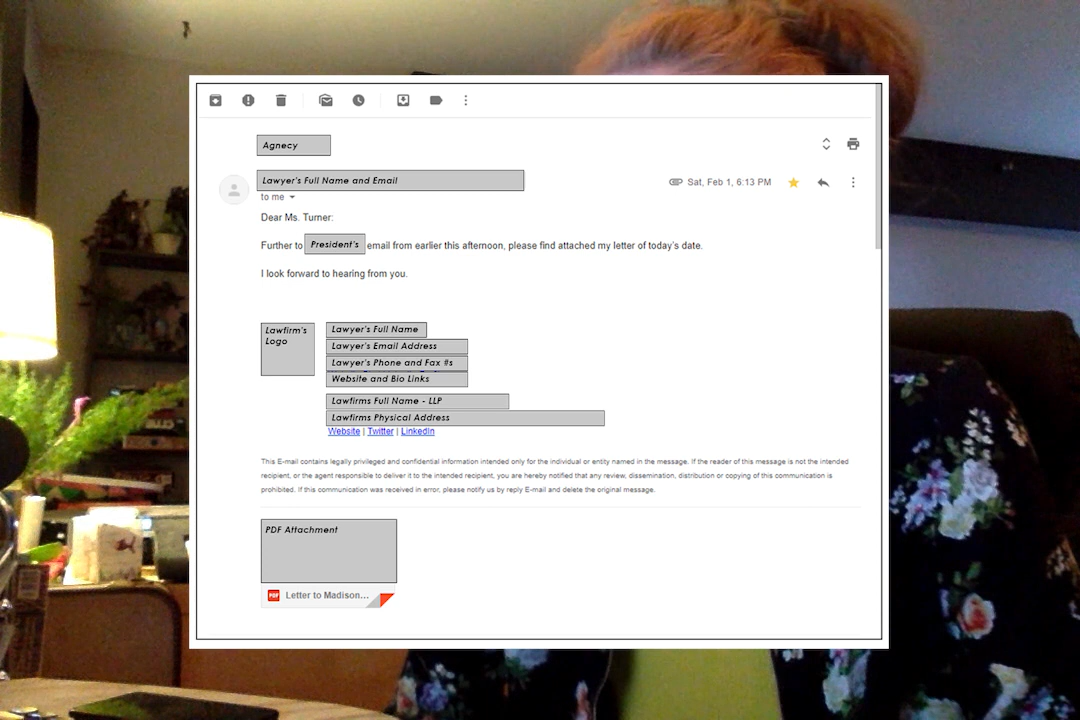 Agnecy
Lawyer's Full Name and Email
Sat, Feb 1, 6:13 PM
to me
Dear Ms. Turner:
Further to President's email from earlier this afternoon, please find attached my letter of today's date.
I look forward to hearing from you.
Lawfirm's
Logo
Lawyer's Full Name
Lawyer's Email Address
Lawyer's Phone and Fax #s
Website and Bio Links
Lawfirms Full Name - LLP
Lawfirms Physical Address
Website | Twitter | LinkedIn
This E-mail contains legally privileged and confidential information intended only for the individual or entity named in the message. If the reader of this message is not the intended
recipient, or the agent responsible to deliver it to the intended recipient, you are hereby notified that any review, dissemination, distribution or copying of this communication is
prohibited. If this communication was received in error, please notify us by reply E-mail and delete the original message.
PDF Attachment
PDF Letter to Madison...